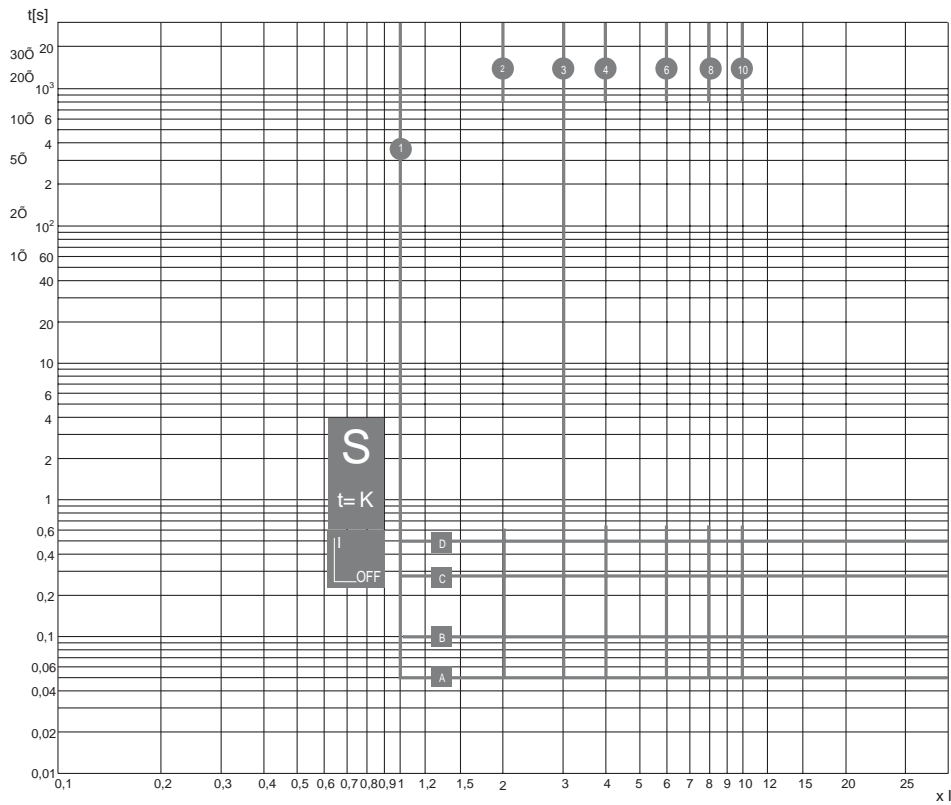 t[s]
30Õ 20
20Õ
10³
10Õ 6
4
5Õ
2
2Õ
10²
1Õ 60
40
20
10
6
4
2
1
0,6
0,4
0,2
0,1
0,06
0,04
0,02
0,01
2 3 4 6 8 10
1
S
t= K
I
OFF
D
C
B
A
0,1 0,2 0,3 0,4 0,5 0,6 0,7 0,8 0,9 1 1,2 1,5 2 3 4 5 6 7 8 9 10 12 15 20 25
x I